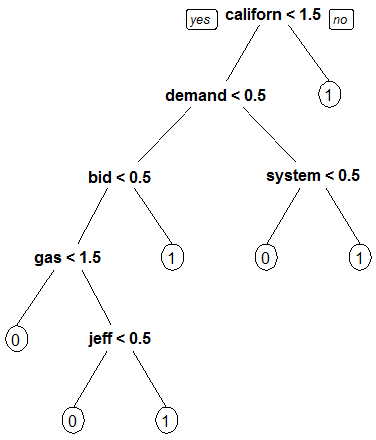 yes californ < 1.5 no
demand < 0.5 1
bid < 0.5 system < 0.5
gas < 1.5 1 0 1
0 jeff < 0.5
0 1